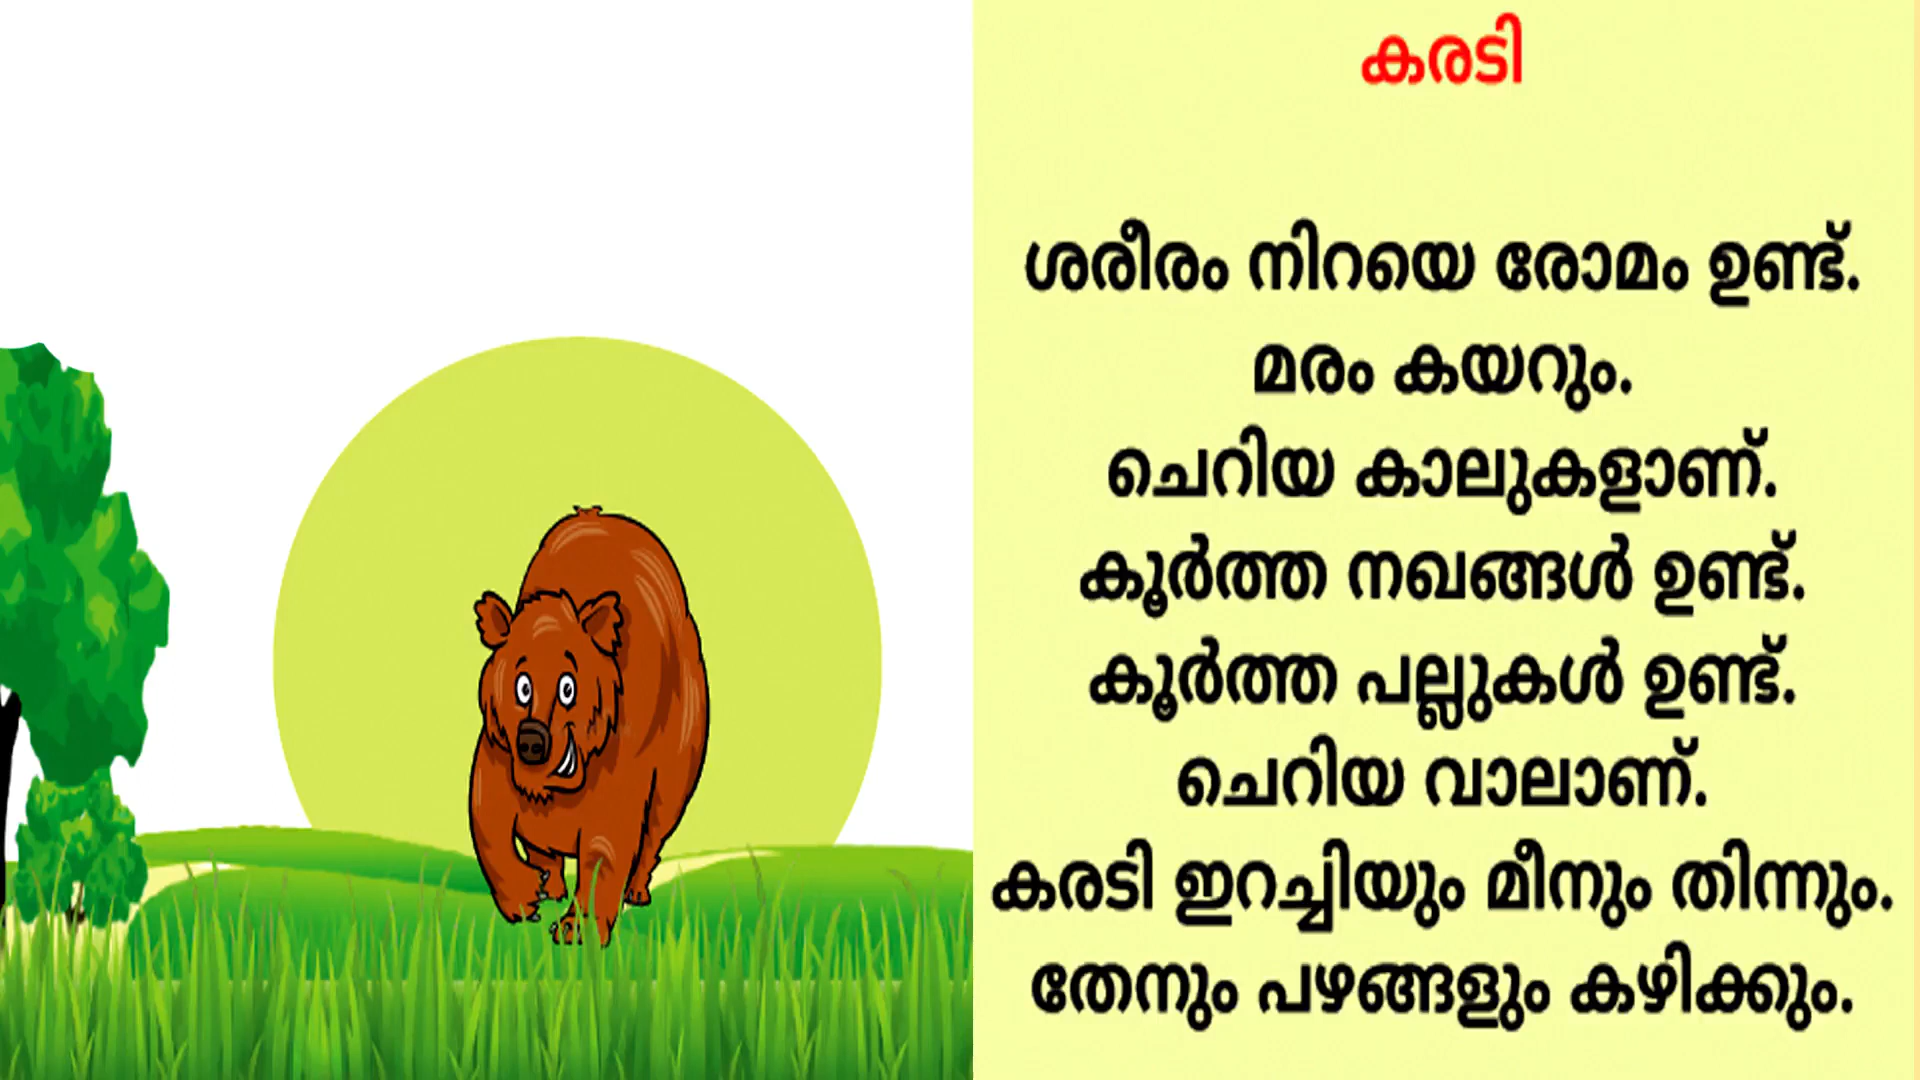 കരടി
ശരീരം നിറയെ രോമം ഉണ്ട്.
മരം കയറും.
ചെറിയ കാലുകളാണ്.
കൂർത്ത നഖങ്ങൾ ഉണ്ട്.
കൂർത്ത പല്ലുകൾ ഉണ്ട്.
ചെറിയ വാലാണ്.
കരടി ഇറച്ചിയും മീനും തിന്നും.
തേനും പഴങ്ങളും കഴിക്കും.